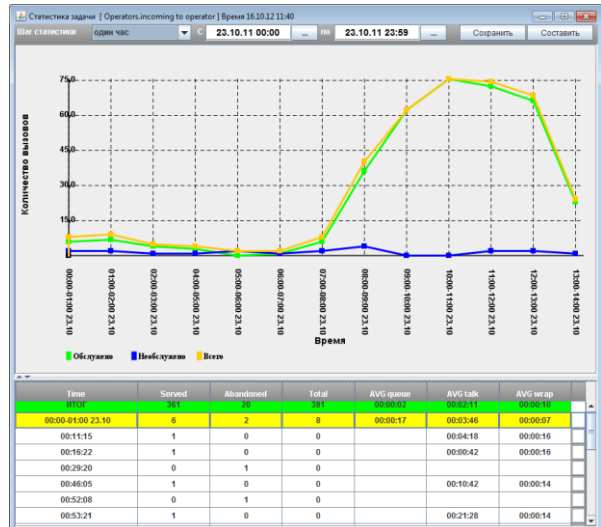 Статистика задачи [ Operators.incoming to operator ] Время 16.10.12 11:40
Шаг статистики один час С 23.10.11 00:00 ... по 23.10.11 23:59 ... Сохранить Составить
75,0
60,0
45,0
30,0
15,0
Количество вызовов
00:00-01:00 23.10
01:00-02:00 23.10
02:00-03:00 23.10
04:00-05:00 23.10
05:00-06:00 23.10
06:00-07:00 23.10
07:00-08:00 23.10
08:00-09:00 23.10
09:00-10:00 23.10
10:00-11:00 23.10
11:00-12:00 23.10
12:00-13:00 23.10
13:00-14:00 23.10
Время
Обслужено Необслужено Всего
Time Served Abandoned Total AVG queue AVG talk AVG wrap
ИТОГ 361 20 381 00:00:02 00:02:11 00:00:10
00:00-01:00 23.10 6 2 8 00:00:17 00:03:46 00:00:07
00:11:15 1 0 0 00:04:18 00:00:16
00:16:22 1 0 0 00:00:42 00:00:16
00:29:20 0 1 0
00:46:05 1 0 0 00:10:42 00:00:14
00:52:08 0 1 0
00:53:21 1 0 0 00:21:28 00:00:14